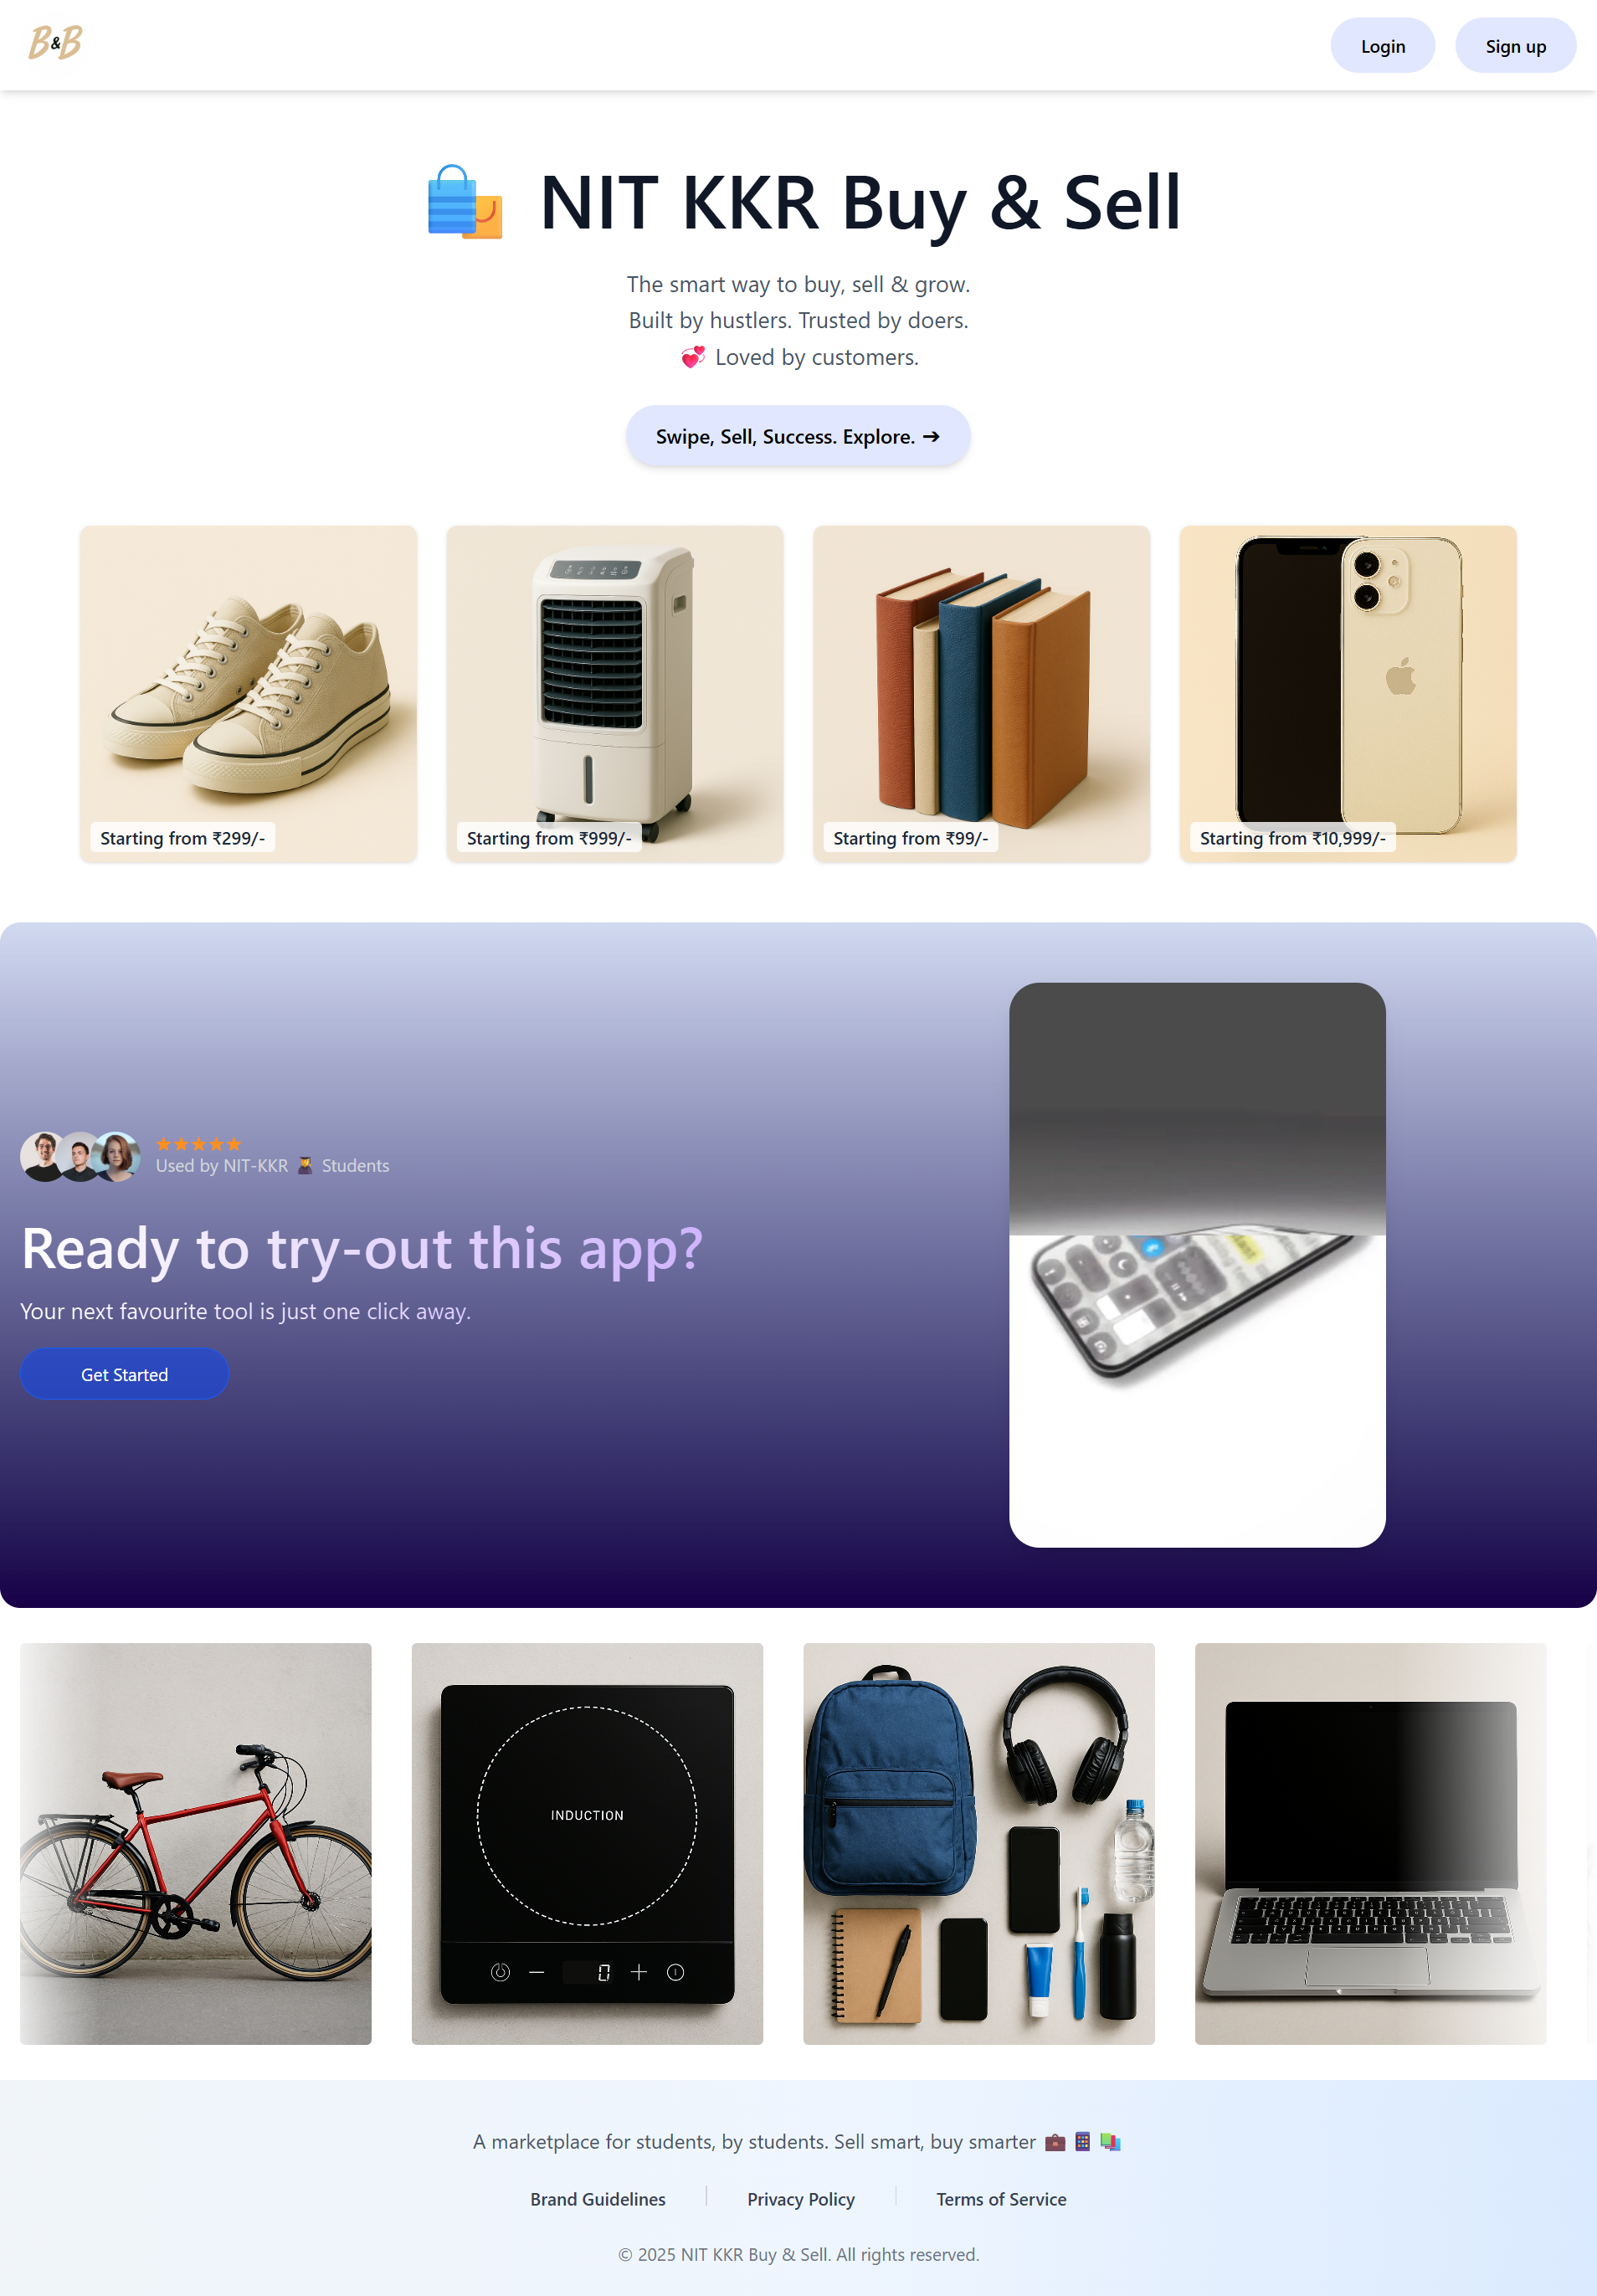 B&B
Login
Sign up
NIT KKR Buy & Sell
The smart way to buy, sell & grow.
Built by hustlers. Trusted by doers.
💞 Loved by customers.
Swipe, Sell, Success. Explore. ➔
Starting from ₹299/-
Starting from ₹999/-
Starting from ₹99/-
Starting from ₹10,999/-
★★★★★
Used by NIT-KKR 👩‍🎓 Students
Ready to try-out this app?
Your next favourite tool is just one click away.
Get Started
INDUCTION
0
A marketplace for students, by students. Sell smart, buy smarter 💼 📱 📚
Brand Guidelines
Privacy Policy
Terms of Service
© 2025 NIT KKR Buy & Sell. All rights reserved.